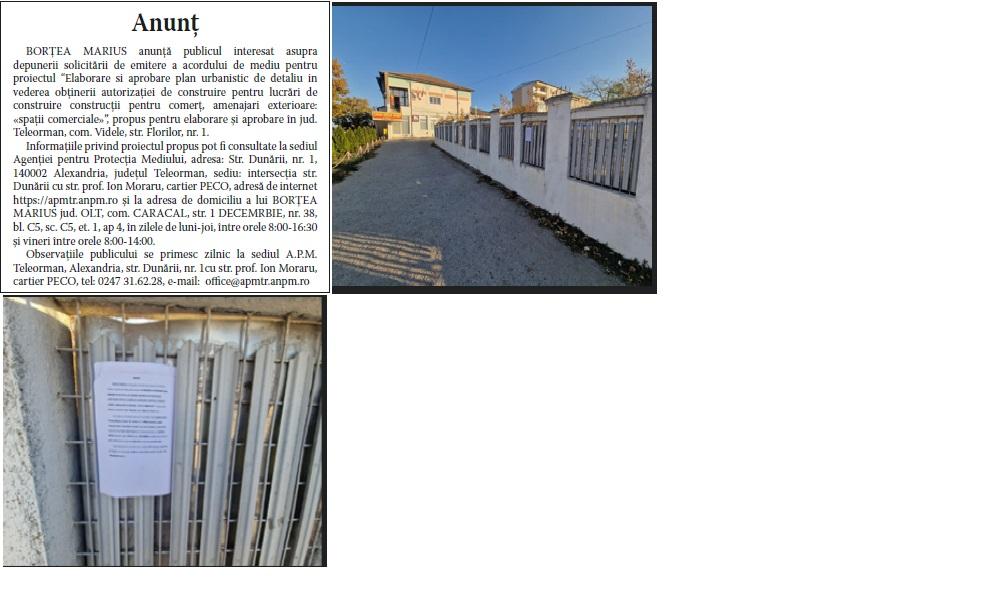 Anunț
BORȚEA MARIUS anunță publicul interesat asupra
depunerii solicitării de emitere a acordului de mediu pentru
proiectul “Elaborare si aprobare plan urbanistic de detaliu in
vederea obținerii autorizației de construire pentru lucrări de
construire construcții pentru comerț, amenajari exterioare:
«spații comerciale»”, propus pentru elaborare și aprobare în jud.
Teleorman, com. Videle, str. Florilor, nr. 1.
Informațiile privind proiectul propus pot fi consultate la sediul
Agenției pentru Protecția Mediului, adresa: Str. Dunării, nr. 1,
140002 Alexandria, județul Teleorman, sediu: intersecția str.
Dunării cu str. prof. Ion Moraru, cartier PECO, adresă de internet
https://apmtr.anpm.ro și la adresa de domiciliu a lui BORȚEA
MARIUS jud. OLT, com. CARACAL, str. 1 DECEMRBIE, nr. 38,
bl. C5, sc. C5, et. 1, ap 4, în zilele de luni-joi, între orele 8:00-16:30
și vineri între orele 8:00-14:00.
Observațiile publicului se primesc zilnic la sediul A.P.M.
Teleorman, Alexandria, str. Dunării, nr. 1cu str. prof. Ion Moraru,
cartier PECO, tel: 0247 31.62.28, e-mail: office@apmtr.anpm.ro